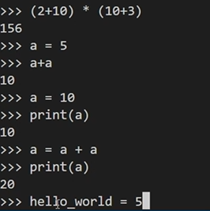 >>> (2+10) * (10+3)
156
>>> a = 5
>>> a+a
10
>>> a = 10
>>> print(a)
10
>>> a = a + a
>>> print(a)
20
>>> hello_world = 5